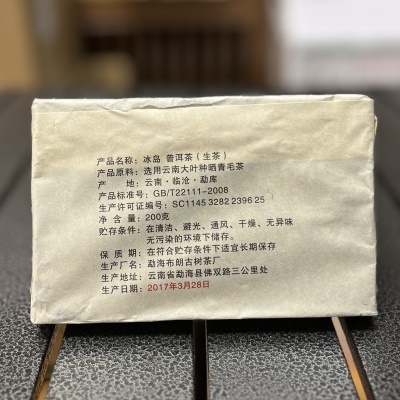 产品名称：冰岛 普洱茶（生茶）
产品原料：选用云南大叶种晒青毛茶
产 地：云南·临沧·勐库
产品标准号：GB/T22111-2008
生产许可证编号：SC1145 3282 2396 25
净 含 量：200克
贮存条件：在清洁、避光、通风、干燥、无异味
无污染的环境下储存。
保 质 期：在符合贮存条件下适宜长期保存
生产厂名：勐海布朗古树茶厂
生产地址：云南省勐海县佛双路三公里处
生产日期：2017年3月28日